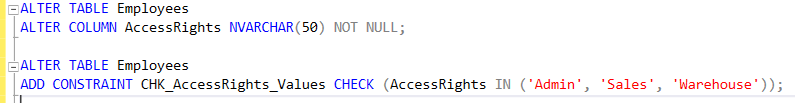 ALTER TABLE Employees
ALTER COLUMN AccessRights NVARCHAR(50) NOT NULL;
ALTER TABLE Employees
ADD CONSTRAINT CHK_AccessRights_Values CHECK (AccessRights IN ('Admin', 'Sales', 'Warehouse'));